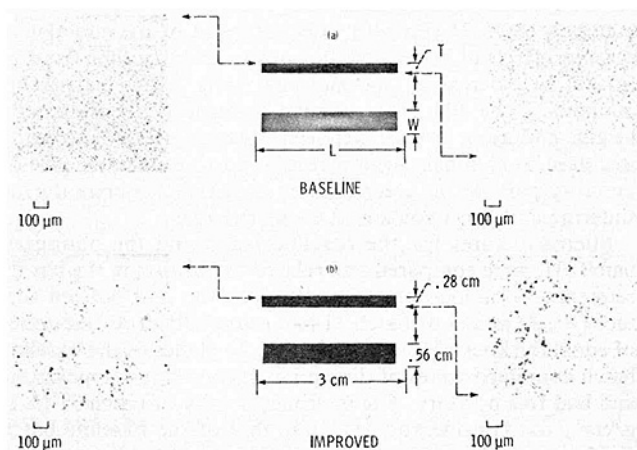 (a)
T
W
L
BASELINE
100 µm
100 µm
(b)
.28 cm
.56 cm
3 cm
100 µm
100 µm
IMPROVED